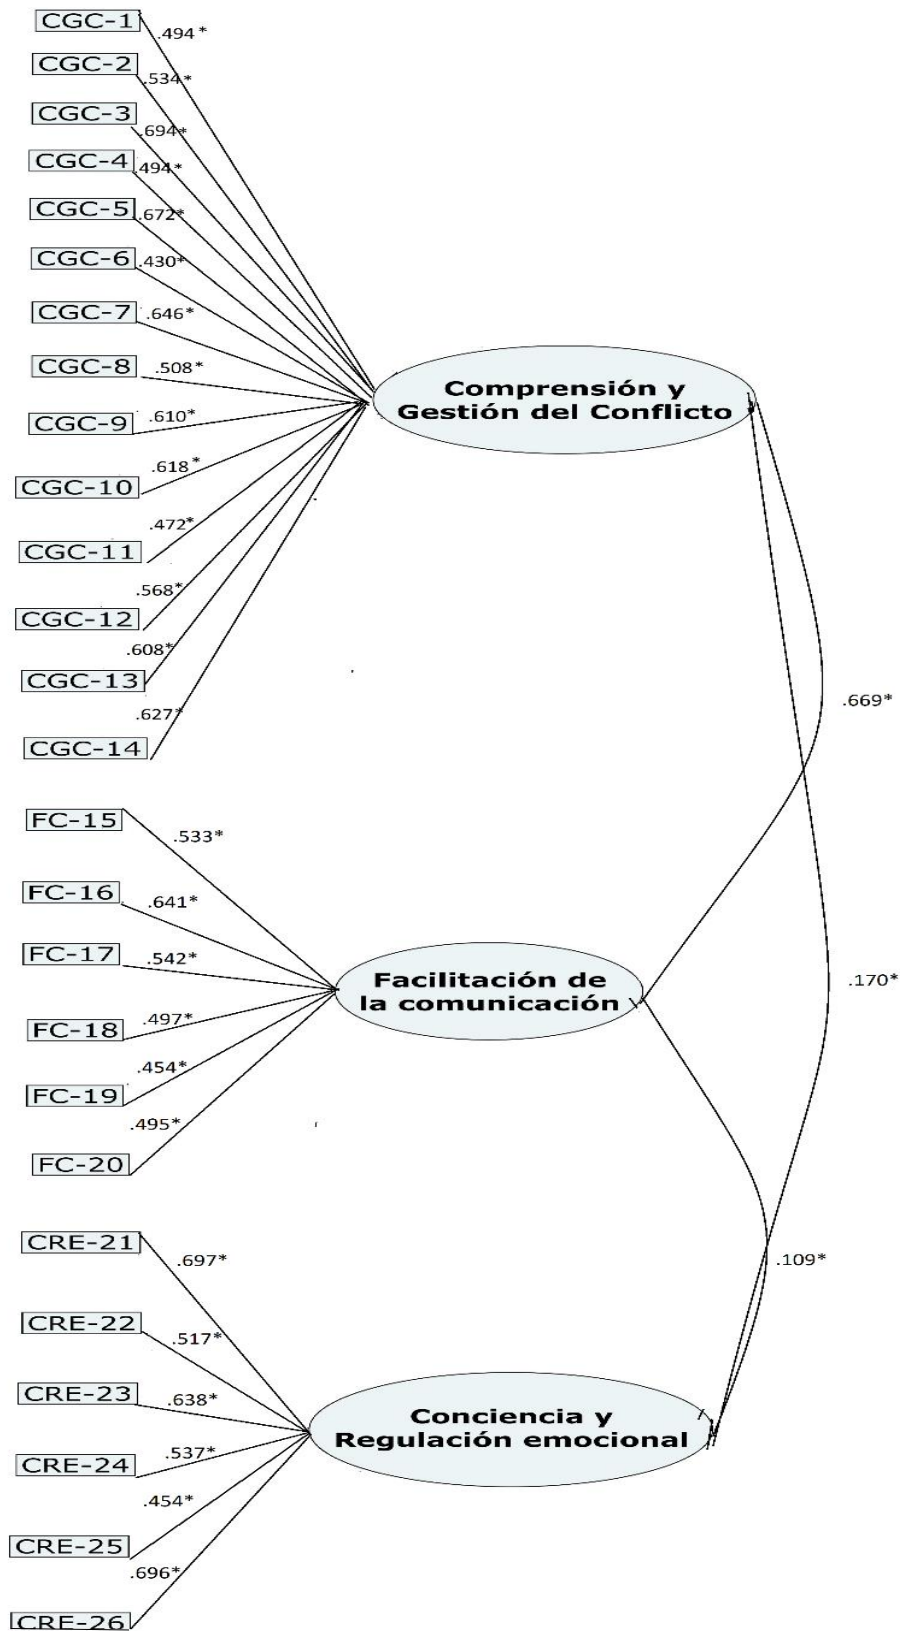 CGC-1
.494*
CGC-2
.534*
CGC-3
.694*
CGC-4
.494*
CGC-5
.672*
CGC-6
.430*
CGC-7
.646*
CGC-8
.508*
CGC-9
.610*
CGC-10
.618*
CGC-11
.472*
CGC-12
.568*
CGC-13
.608*
CGC-14
.627*
Comprensión y
Gestión del Conflicto
.669*
FC-15
.533*
FC-16
.641*
FC-17
.542*
FC-18
.497*
FC-19
.454*
FC-20
.495*
Facilitación de
la comunicación
.170*
CRE-21
.697*
CRE-22
.517*
CRE-23
.638*
CRE-24
.537*
CRE-25
.454*
CRE-26
.696*
Conciencia y
Regulación emocional
.109*